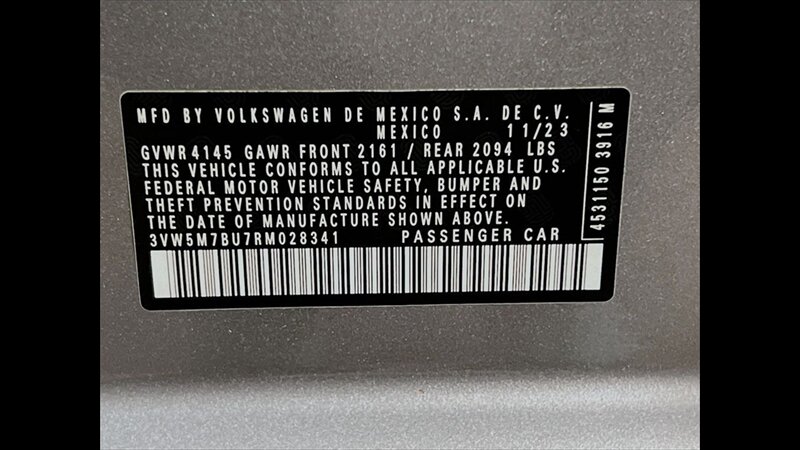 MFD BY VOLKSWAGEN DE MEXICO S.A. DE C.V.
MEXICO 11/23
GVWR 4145 GAWR FRONT 2161 / REAR 2094 LBS
THIS VEHICLE CONFORMS TO ALL APPLICABLE U.S.
FEDERAL MOTOR VEHICLE SAFETY, BUMPER AND
THEFT PREVENTION STANDARDS IN EFFECT ON
THE DATE OF MANUFACTURE SHOWN ABOVE.
3VW5M7BU7RM028341 PASSENGER CAR
4531150 3916 M